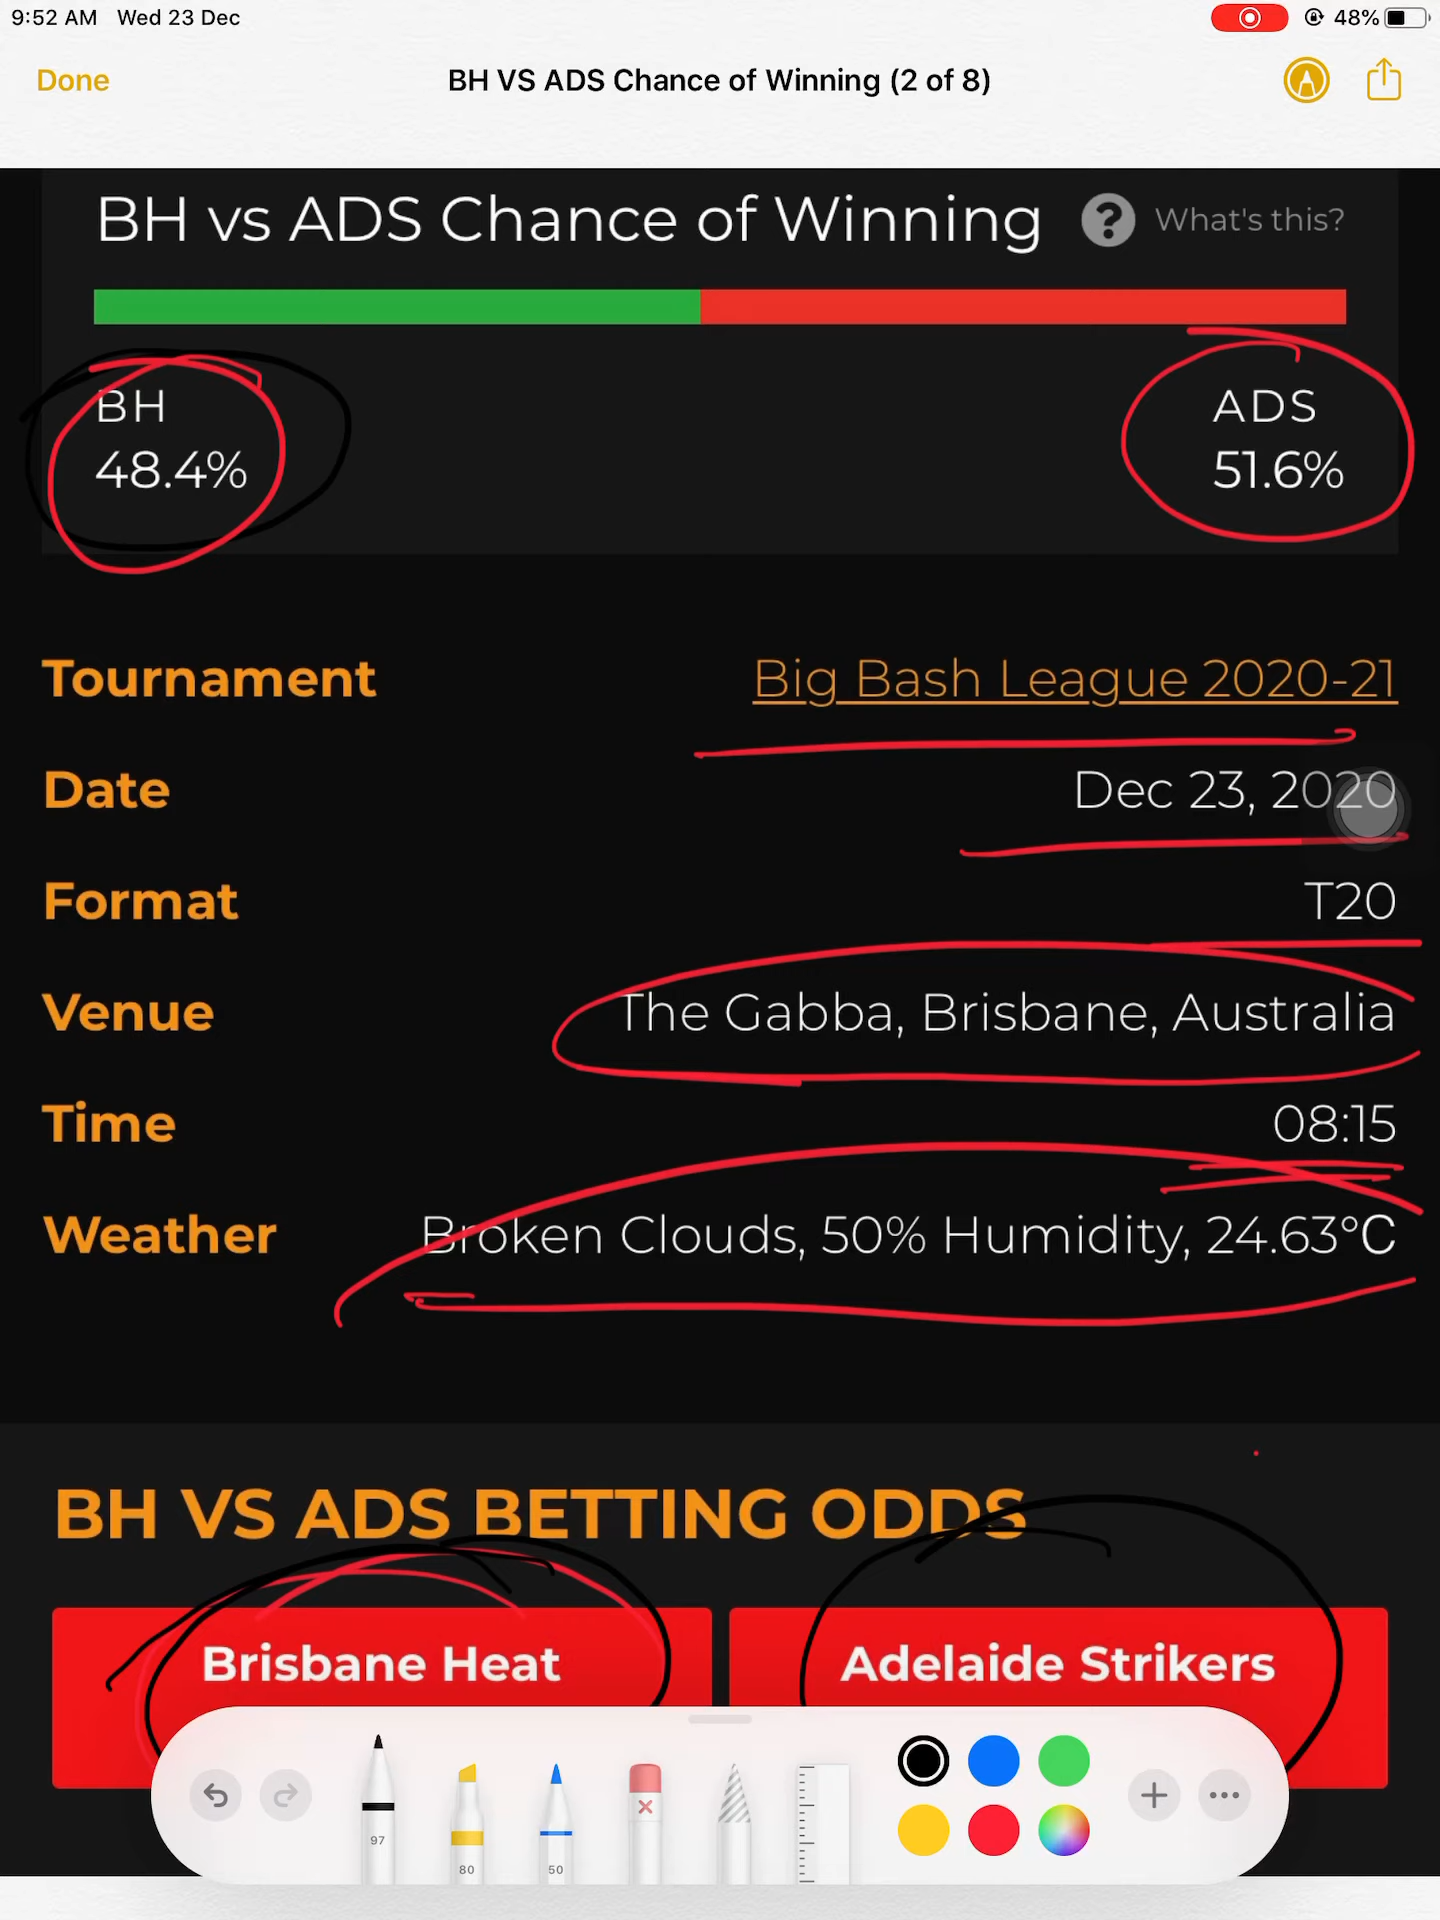 9:52 AM Wed 23 Dec 48%
Done BH VS ADS Chance of Winning (2 of 8)
BH vs ADS Chance of Winning ? What's this?
BH ADS
48.4% 51.6%
Tournament Big Bash League 2020-21
Date Dec 23, 2020
Format T20
Venue The Gabba, Brisbane, Australia
Time 08:15
Weather Broken Clouds, 50% Humidity, 24.63°C
BH VS ADS BETTING ODDS
Brisbane Heat Adelaide Strikers
97 80 50